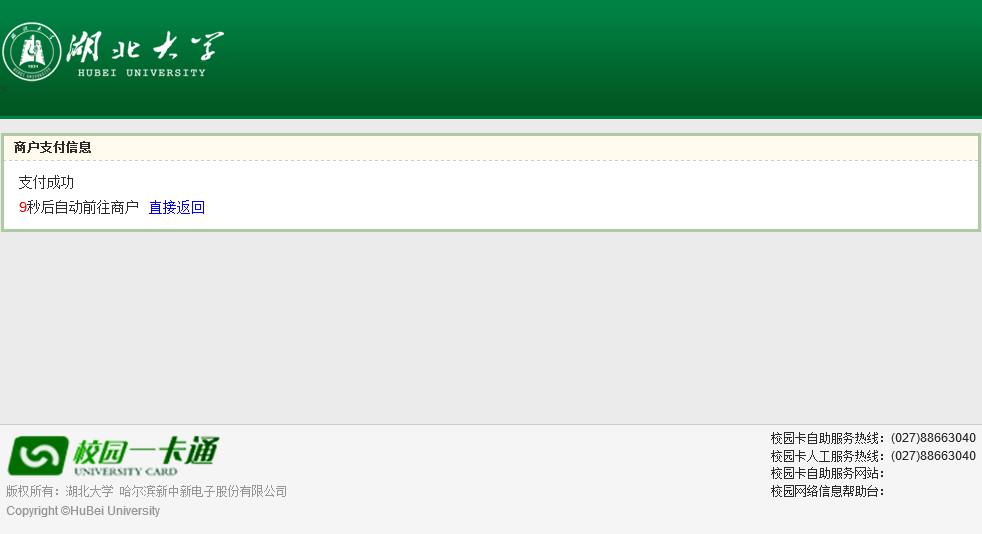 湖北大学
HUBEI UNIVERSITY
商户支付信息
支付成功
9秒后自动前往商户 直接返回
校园一卡通
UNIVERSITY CARD
版权所有：湖北大学 哈尔滨新中新电子股份有限公司
Copyright ©HuBei University
校园卡自助服务热线：(027)88663040
校园卡人工服务热线：(027)88663040
校园卡自助服务网站：
校园网络信息帮助台：